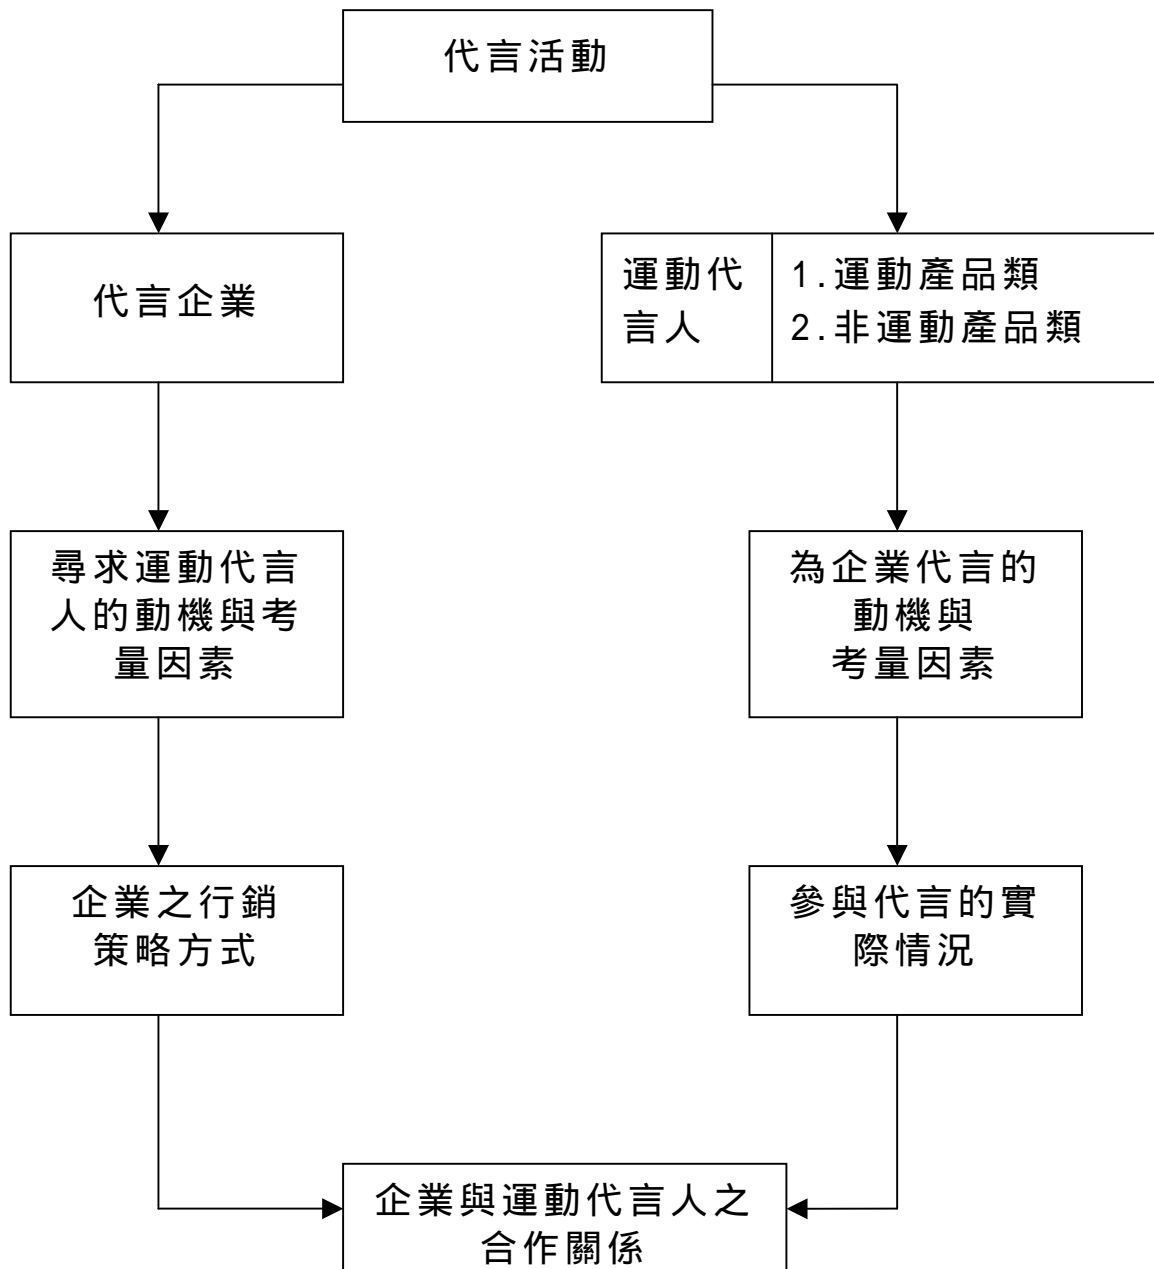 代言活動
代言企業
運動代
言人
1.運動產品類
2.非運動產品類
尋求運動代言
人的動機與考
量因素
為企業代言的
動機與
考量因素
企業之行銷
策略方式
參與代言的實
際情況
企業與運動代言人之
合作關係